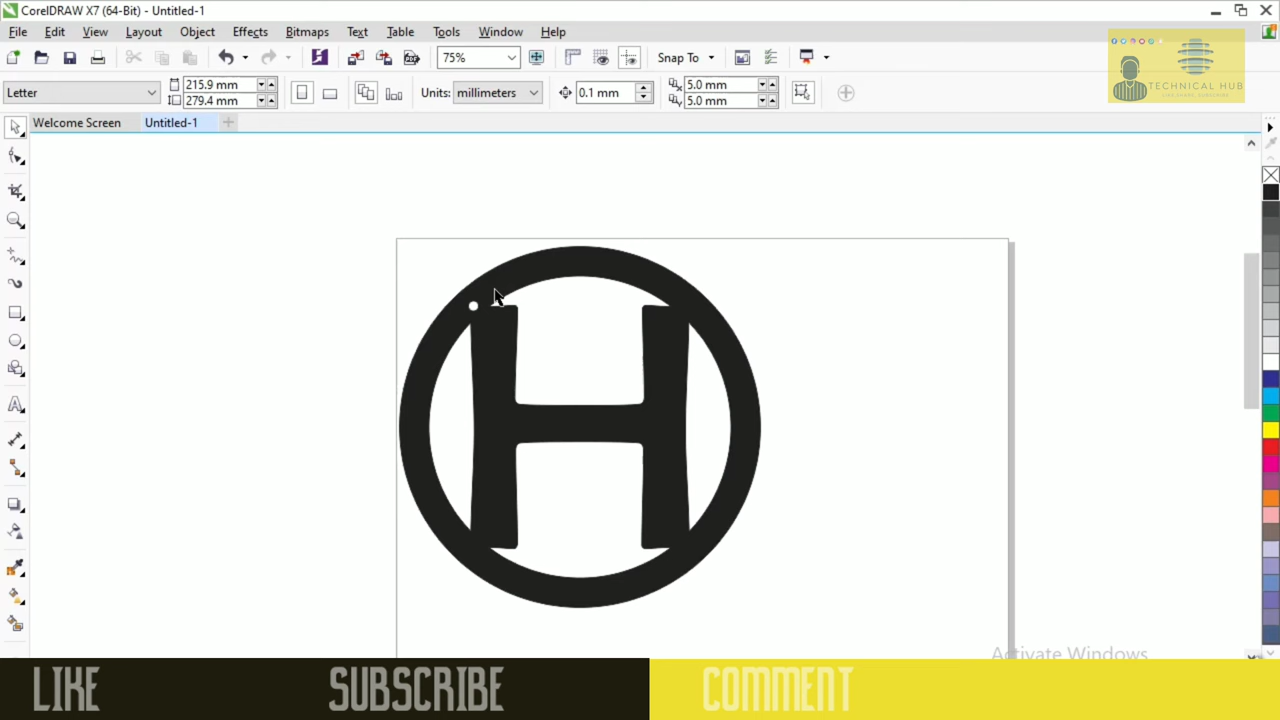 CorelDRAW X7 (64-Bit) - Untitled-1
File Edit View Layout Object Effects Bitmaps Text Table Tools Window Help
75% Snap To
Letter 215.9 mm 279.4 mm Units: millimeters 0.1 mm 5.0 mm 5.0 mm
TECHNICAL HUB
Welcome Screen Untitled-1
H
Activate Windows
LIKE SUBSCRIBE COMMENT